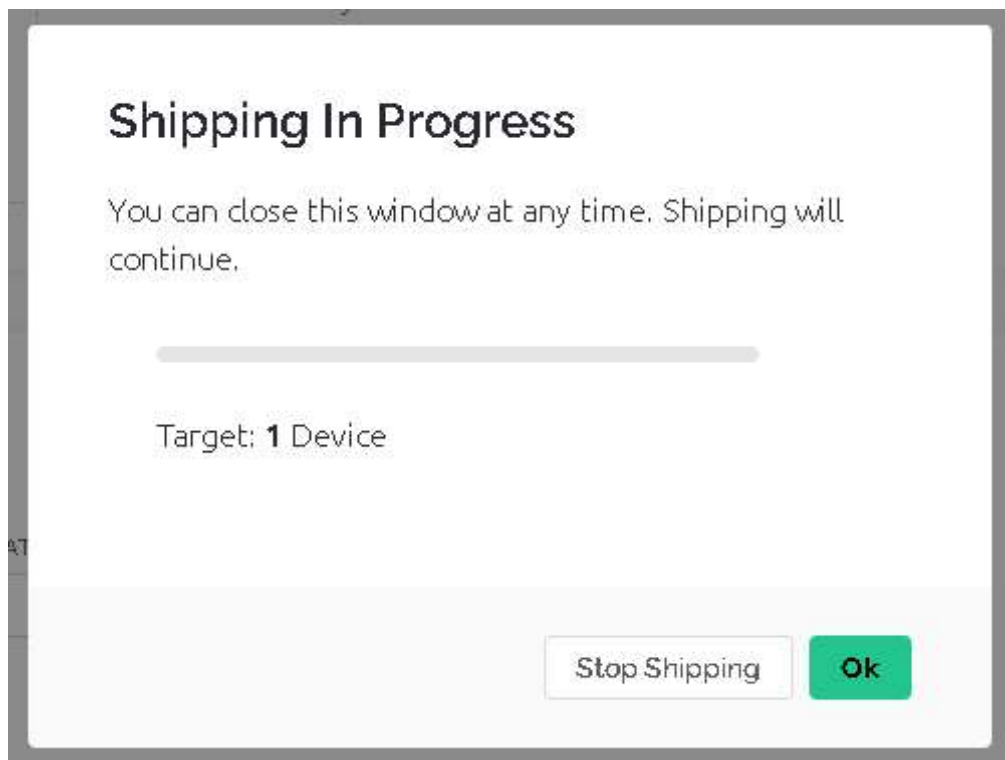 Shipping In Progress
You can close this window at any time. Shipping will
continue.
Target: 1 Device
AT
Stop Shipping
Ok